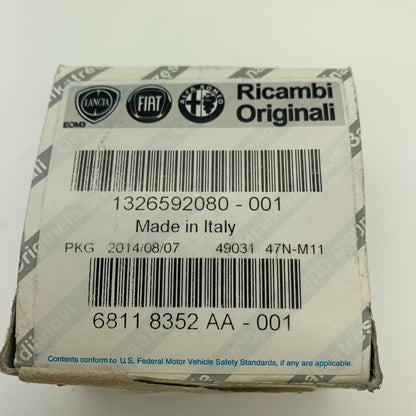 LANCIA FIAT ALFA ROMEO Ricambi
Originali
EOM3
1326592080 - 001
Made in Italy
PKG 2014/08/07 49031 47N-M11
6811 8352 AA - 001
Contents conform to U.S. Federal Motor Vehicle Safety Standards, if any are applicable.